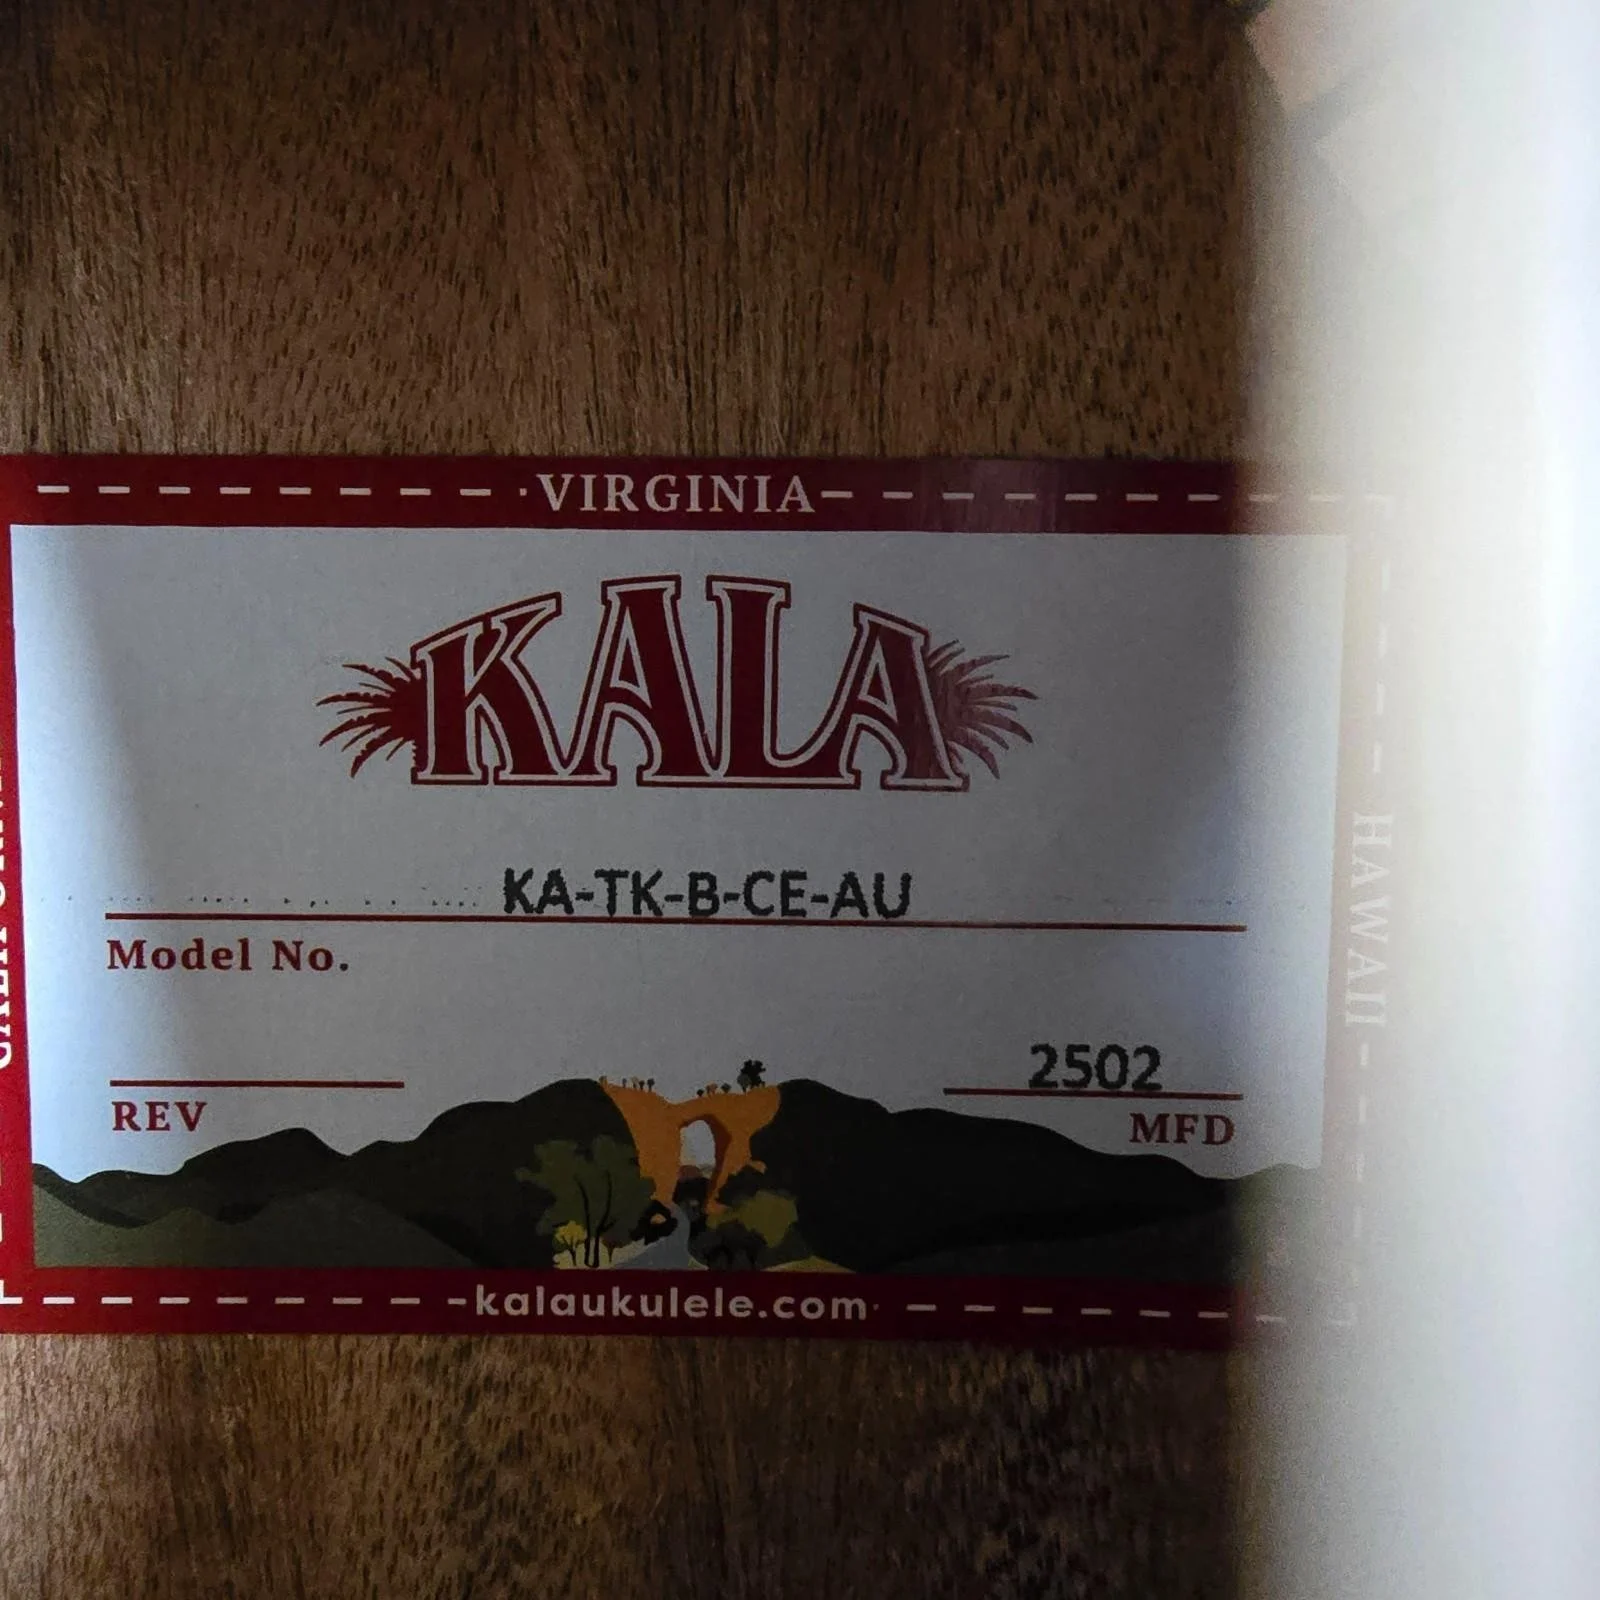 VIRGINIA
KALA
KA-TK-B-CE-AU
Model No.
2502
REV
MFD
kalaukulele.com
HAWAII